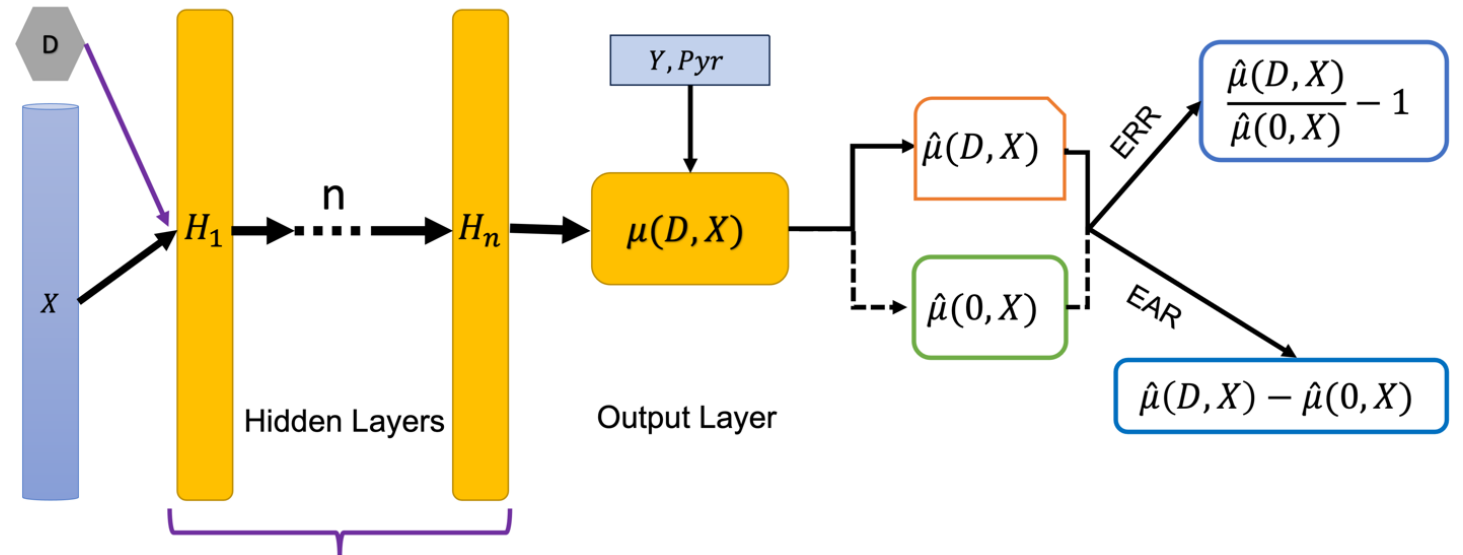 D
X
H₁
n
Hₙ
Hidden Layers
Y, Pyr
μ(D, X)
Output Layer
μ̂(D, X)
μ̂(0, X)
ERR
μ̂(D, X)
μ̂(0, X)
− 1
EAR
μ̂(D, X) − μ̂(0, X)